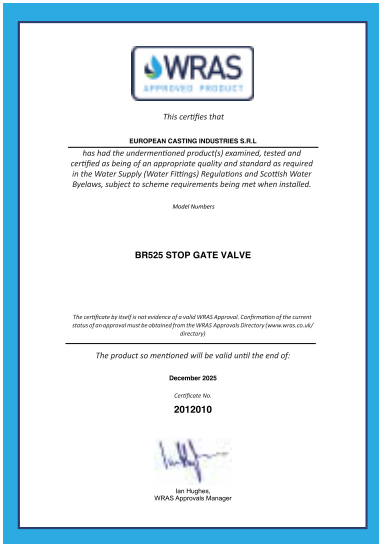 WRAS
APPROVED PRODUCT
This certifies that
EUROPEAN CASTING INDUSTRIES S.R.L
has had the undermentioned product(s) examined, tested and
certified as being of an appropriate quality and standard as required
in the Water Supply (Water Fittings) Regulations and Scottish Water
Byelaws, subject to scheme requirements being met when installed.
Model Numbers
BR525 STOP GATE VALVE
The certificate by itself is not evidence of a valid WRAS Approval. Confirmation of the current
status of an approval must be obtained from the WRAS Approvals Directory (www.wras.co.uk/
directory)
The product so mentioned will be valid until the end of:
December 2025
Certificate No.
2012010
Ian Hughes,
WRAS Approvals Manager